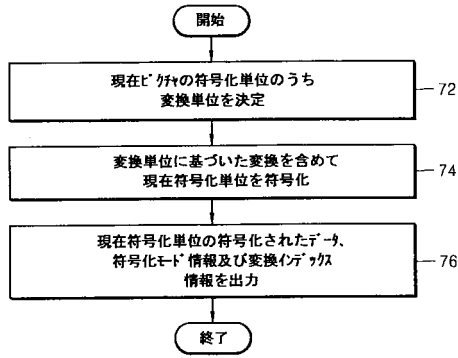 開始
現在ピクチャの符号化単位のうち
変換単位を決定
72
変換単位に基づいた変換を含めて
現在符号化単位を符号化
74
現在符号化単位の符号化されたデータ、
符号化モード情報及び変換インデックス
情報を出力
76
終了